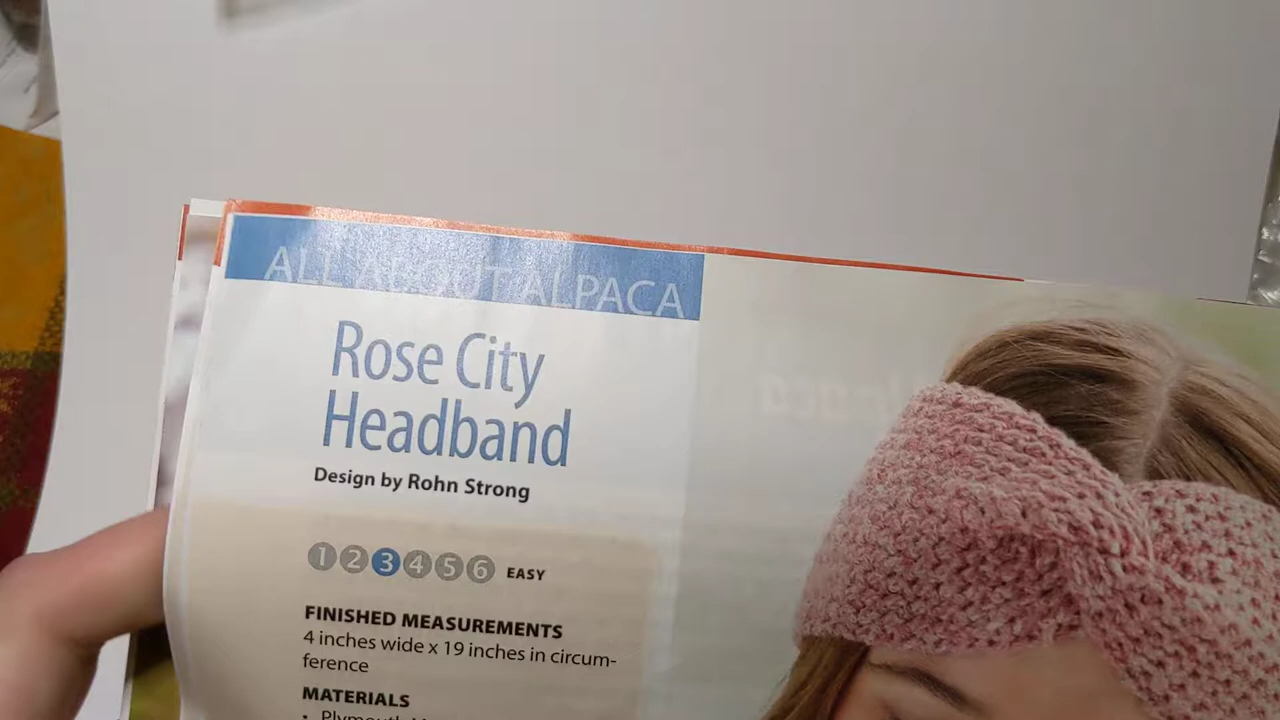 ALL ABOUT ALPACA
Rose City
Headband
Design by Rohn Strong
1 2 3 4 5 6 EASY
FINISHED MEASUREMENTS
4 inches wide x 19 inches in circum-
ference
MATERIALS
• Plymouth